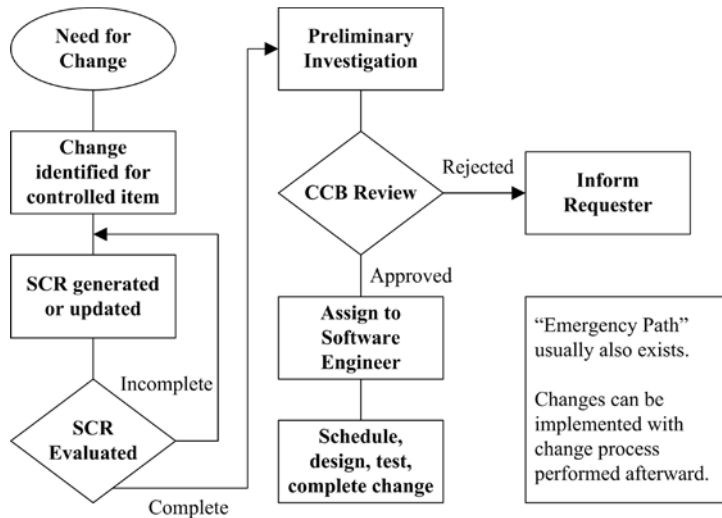 Need for
Change
Change
identified for
controlled item
SCR generated
or updated
Incomplete
SCR
Evaluated
Complete
Preliminary
Investigation
CCB Review
Rejected
Inform
Requester
Approved
Assign to
Software
Engineer
Schedule,
design, test,
complete change
“Emergency Path”
usually also exists.
Changes can be
implemented with
change process
performed afterward.